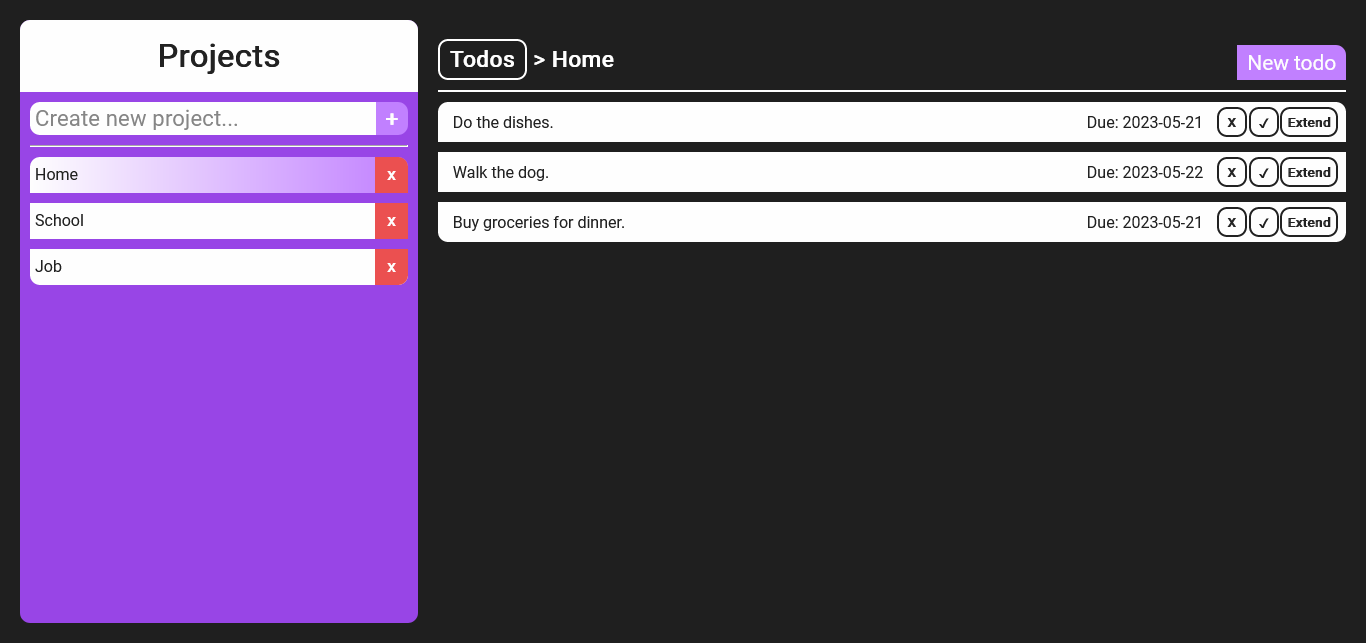 Projects
Create new project...
+
Home
x
School
x
Job
x
Todos > Home
New todo
Do the dishes. Due: 2023-05-21 X ✓ Extend
Walk the dog. Due: 2023-05-22 X ✓ Extend
Buy groceries for dinner. Due: 2023-05-21 X ✓ Extend